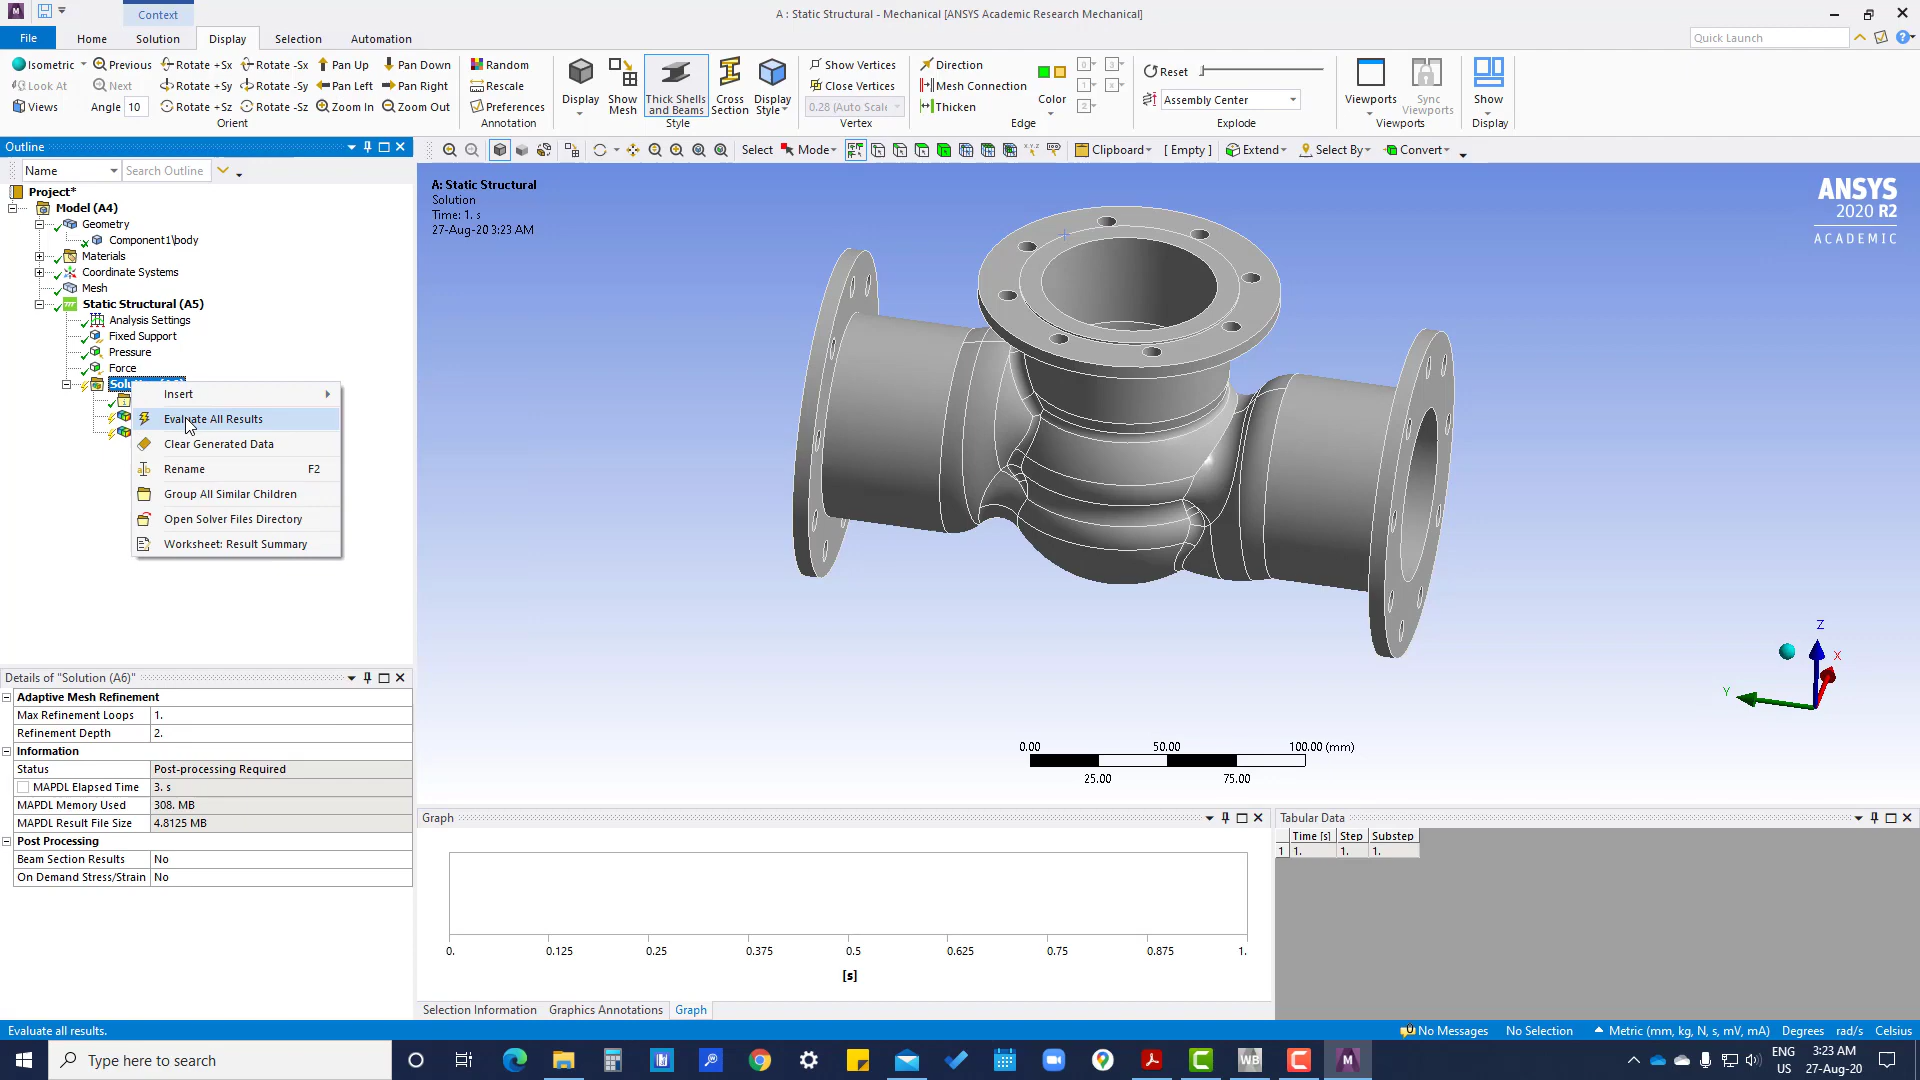 Context
A : Static Structural - Mechanical [ANSYS Academic Research Mechanical]
File Home Solution Display Selection Automation
Quick Launch
Isometric Previous Rotate +Sx Rotate -Sx Pan Up Pan Down
Look At Next Rotate +Sy Rotate -Sy Pan Left Pan Right
Views Angle 10 Rotate +Sz Rotate -Sz Zoom In Zoom Out
Orient
Random
Rescale
Preferences
Annotation
Display
Show Mesh
Thick Shells and Beams
Cross Section
Display Style
Style
Show Vertices
Close Vertices
0.28 (Auto Scale
Vertex
Direction
Mesh Connection
Thicken
Color
0 3
1 x
2
Edge
Reset
Assembly Center
Explode
Viewports
Sync Viewports
Viewports
Show
Display
Outline
Select Mode Clipboard [ Empty ] Extend Select By Convert
Name Search Outline
Project*
Model (A4)
Geometry
Component1\body
Materials
Coordinate Systems
Mesh
Static Structural (A5)
Analysis Settings
Fixed Support
Pressure
Force
Insert
Evaluate All Results
Clear Generated Data
Rename F2
Group All Similar Children
Open Solver Files Directory
Worksheet: Result Summary
A: Static Structural
Solution
Time: 1. s
27-Aug-20 3:23 AM
ANSYS
2020 R2
ACADEMIC
Z
X
Y
0.00 50.00 100.00 (mm)
25.00 75.00
Details of "Solution (A6)"
Adaptive Mesh Refinement
Max Refinement Loops 1.
Refinement Depth 2.
Information
Status Post-processing Required
MAPDL Elapsed Time 3. s
MAPDL Memory Used 308. MB
MAPDL Result File Size 4.8125 MB
Post Processing
Beam Section Results No
On Demand Stress/Strain No
Graph
0. 0.125 0.25 0.375 0.5 0.625 0.75 0.875 1.
[s]
Selection Information Graphics Annotations Graph
Tabular Data
Time [s] Step Substep
1 1. 1. 1.
Evaluate all results.
No Messages No Selection Metric (mm, kg, N, s, mV, mA) Degrees rad/s Celsius
Type here to search
WB
M
ENG
US
3:23 AM
27-Aug-20